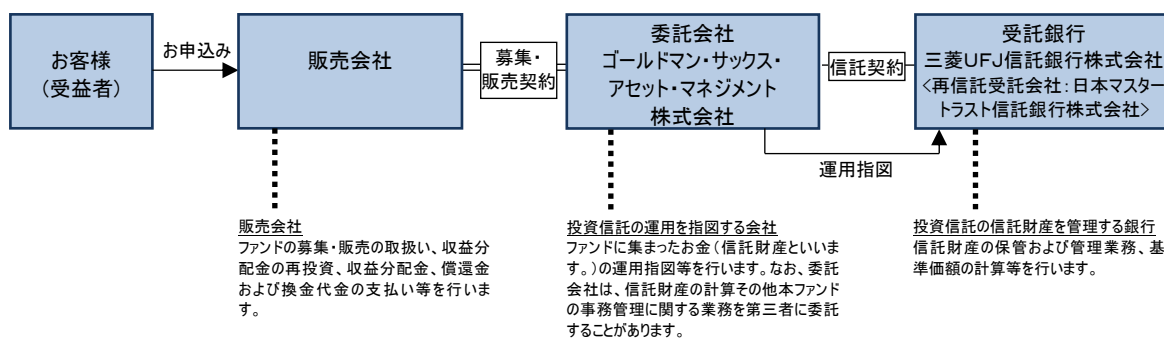 お客様
（受益者）
お申込み
販売会社
募集・
販売契約
委託会社
ゴールドマン・サックス・
アセット・マネジメント
株式会社
信託契約
受託銀行
三菱UFJ信託銀行株式会社
<再信託受託会社：日本マスター
トラスト信託銀行株式会社>
運用指図
販売会社
ファンドの募集・販売の取扱い、収益分
配金の再投資、収益分配金、償還金
および換金代金の支払い等を行いま
す。
投資信託の運用を指図する会社
ファンドに集まったお金（信託財産といいま
す。）の運用指図等を行います。なお、委託
会社は、信託財産の計算その他本ファンド
の事務管理に関する業務を第三者に委託
することがあります。
投資信託の信託財産を管理する銀行
信託財産の保管および管理業務、基
準価額の計算等を行います。